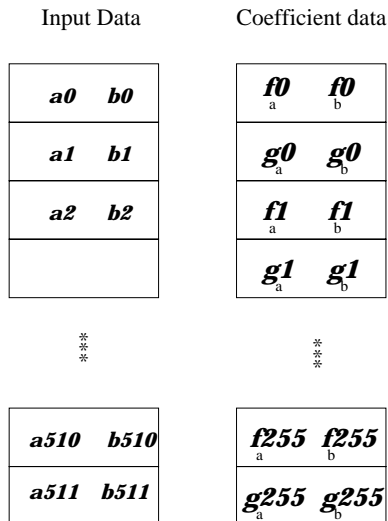 Input Data Coefficient data
a0 b0 f0 f0
a b
a1 b1 g0 g0
a b
a2 b2 f1 f1
a b
g1 g1
a b
***
***
a510 b510 f255 f255
a b
a511 b511 g255 g255
a b